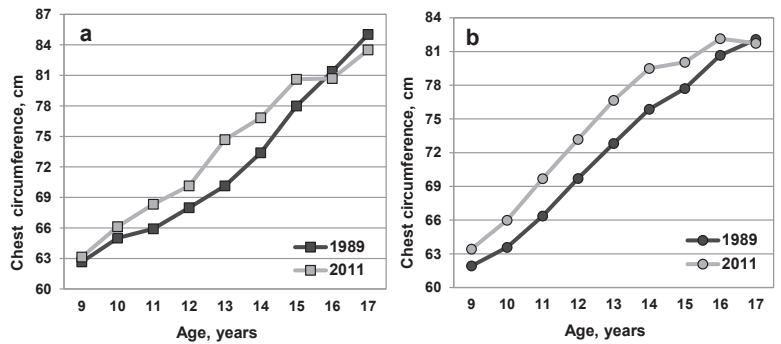 a
Chest circumference, cm
87
84
81
78
75
72
69
66
63
60
9 10 11 12 13 14 15 16 17
Age, years
1989
2011
b
Chest circumference, cm
84
81
78
75
72
69
66
63
60
9 10 11 12 13 14 15 16 17
Age, years
1989
2011